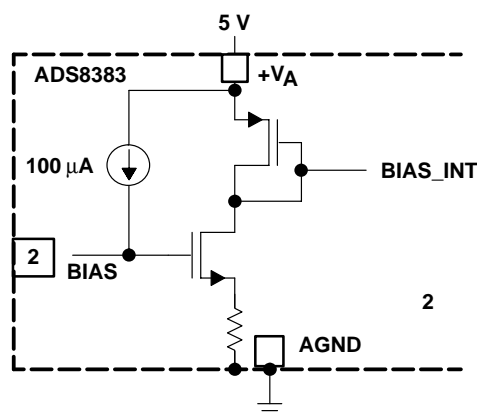 5 V
ADS8383
+VA
100 μA
BIAS_INT
2
BIAS
2
AGND